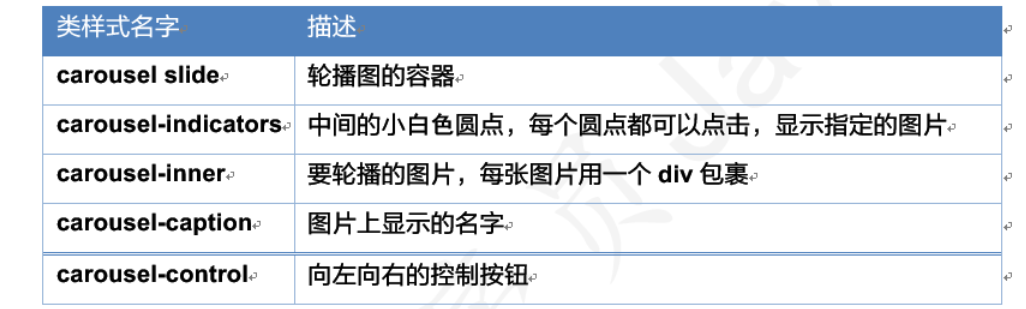 类样式名字 描述
carousel slide 轮播图的容器
carousel-indicators 中间的小白色圆点，每个圆点都可以点击，显示指定的图片
carousel-inner 要轮播的图片，每张图片用一个 div 包裹
carousel-caption 图片上显示的名字
carousel-control 向左向右的控制按钮